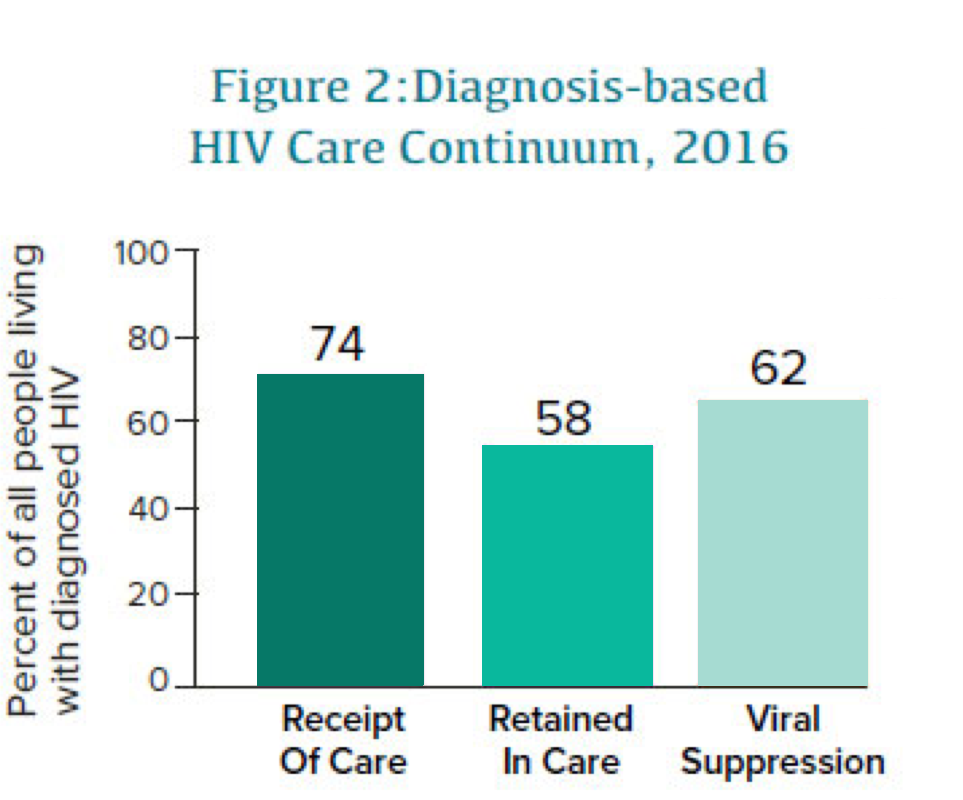 Figure 2:Diagnosis-based
HIV Care Continuum, 2016
Percent of all people living
with diagnosed HIV
100
80
60
40
20
0
74
58
62
Receipt
Of Care
Retained
In Care
Viral
Suppression